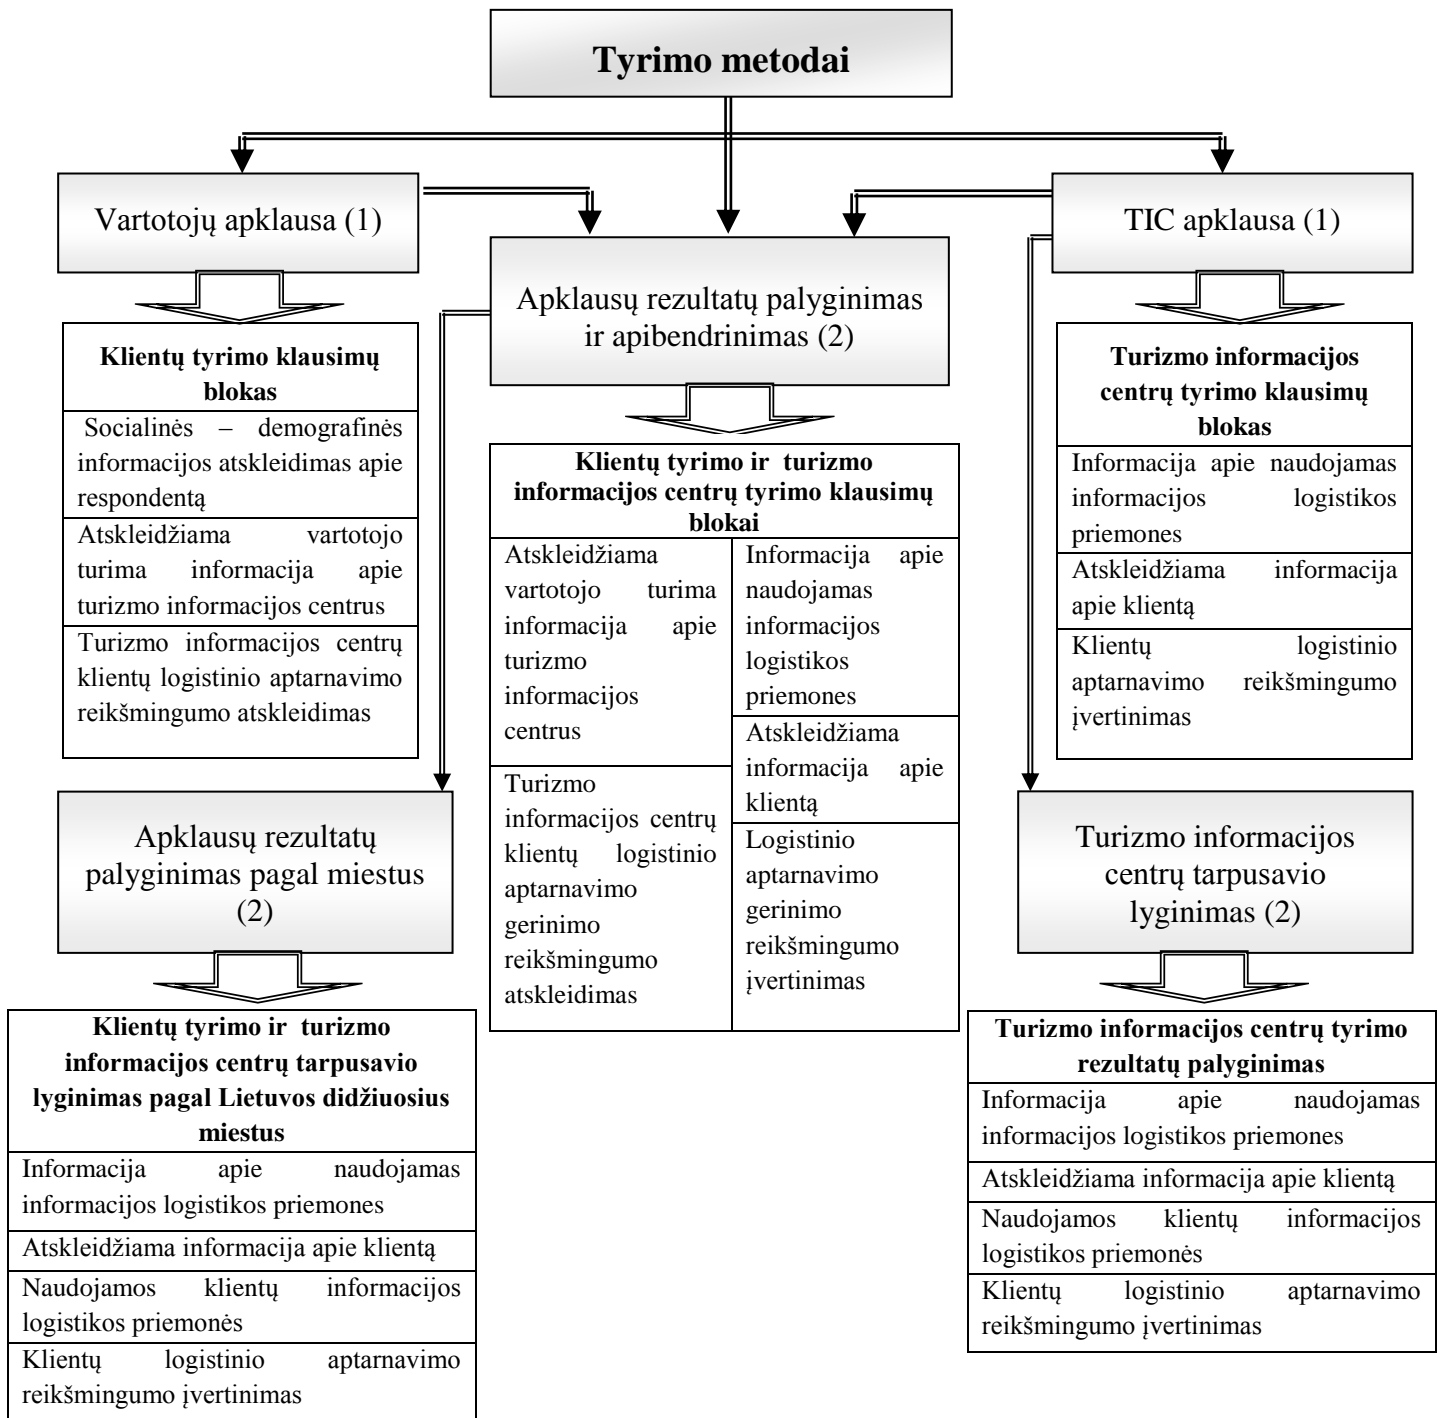 Tyrimo metodai
Vartotojų apklausa (1)
TIC apklausa (1)
Apklausų rezultatų palyginimas
ir apibendrinimas (2)
Klientų tyrimo klausimų
blokas
Socialinės – demografinės
informacijos atskleidimas apie
respondentą
Atskleidžiama vartotojo
turima informacija apie
turizmo informacijos centrus
Turizmo informacijos centrų
klientų logistinio aptarnavimo
reikšmingumo atskleidimas
Klientų tyrimo ir turizmo
informacijos centrų tyrimo klausimų
blokai
Atskleidžiama
vartotojo turima
informacija apie
turizmo
informacijos
centrus
Turizmo
informacijos centrų
klientų logistinio
aptarnavimo
gerinimo
reikšmingumo
atskleidimas
Informacija apie
naudojamas
informacijos
logistikos
priemones
Atskleidžiama
informacija apie
klientą
Logistinio
aptarnavimo
gerinimo
reikšmingumo
įvertinimas
Turizmo informacijos
centrų tyrimo klausimų
blokas
Informacija apie naudojamas
informacijos logistikos
priemones
Atskleidžiama informacija
apie klientą
Klientų logistinio
aptarnavimo reikšmingumo
įvertinimas
Apklausų rezultatų
palyginimas pagal miestus
(2)
Turizmo informacijos
centrų tarpusavio
lyginimas (2)
Klientų tyrimo ir turizmo
informacijos centrų tarpusavio
lyginimas pagal Lietuvos didžiuosius
miestus
Informacija apie naudojamas
informacijos logistikos priemones
Atskleidžiama informacija apie klientą
Naudojamos klientų informacijos
logistikos priemonės
Klientų logistinio aptarnavimo
reikšmingumo įvertinimas
Turizmo informacijos centrų tyrimo
rezultatų palyginimas
Informacija apie naudojamas
informacijos logistikos priemones
Atskleidžiama informacija apie klientą
Naudojamos klientų informacijos
logistikos priemonės
Klientų logistinio aptarnavimo
reikšmingumo įvertinimas